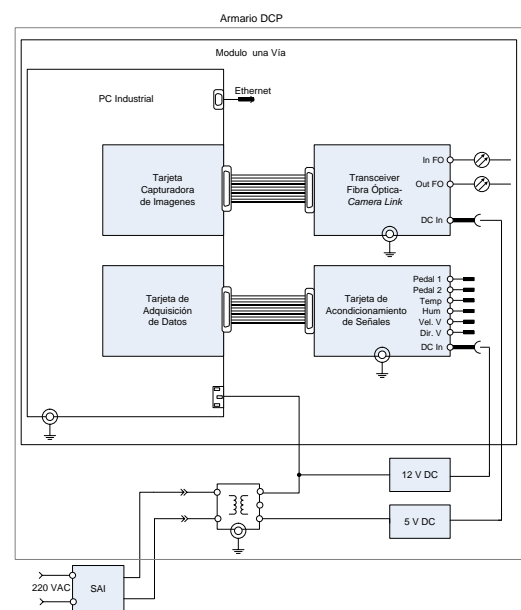 Armario DCP
Modulo una Vía
PC Industrial
Ethernet
Tarjeta
Capturadora
de Imagenes
Transceiver
Fibra Óptica-
Camera Link
In FO
Out FO
DC In
Tarjeta de
Adquisición
de Datos
Tarjeta de
Acondicionamiento
de Señales
Pedal 1
Pedal 2
Temp
Hum
Vel. V
Dir. V
DC In
12 V DC
5 V DC
220 VAC
SAI